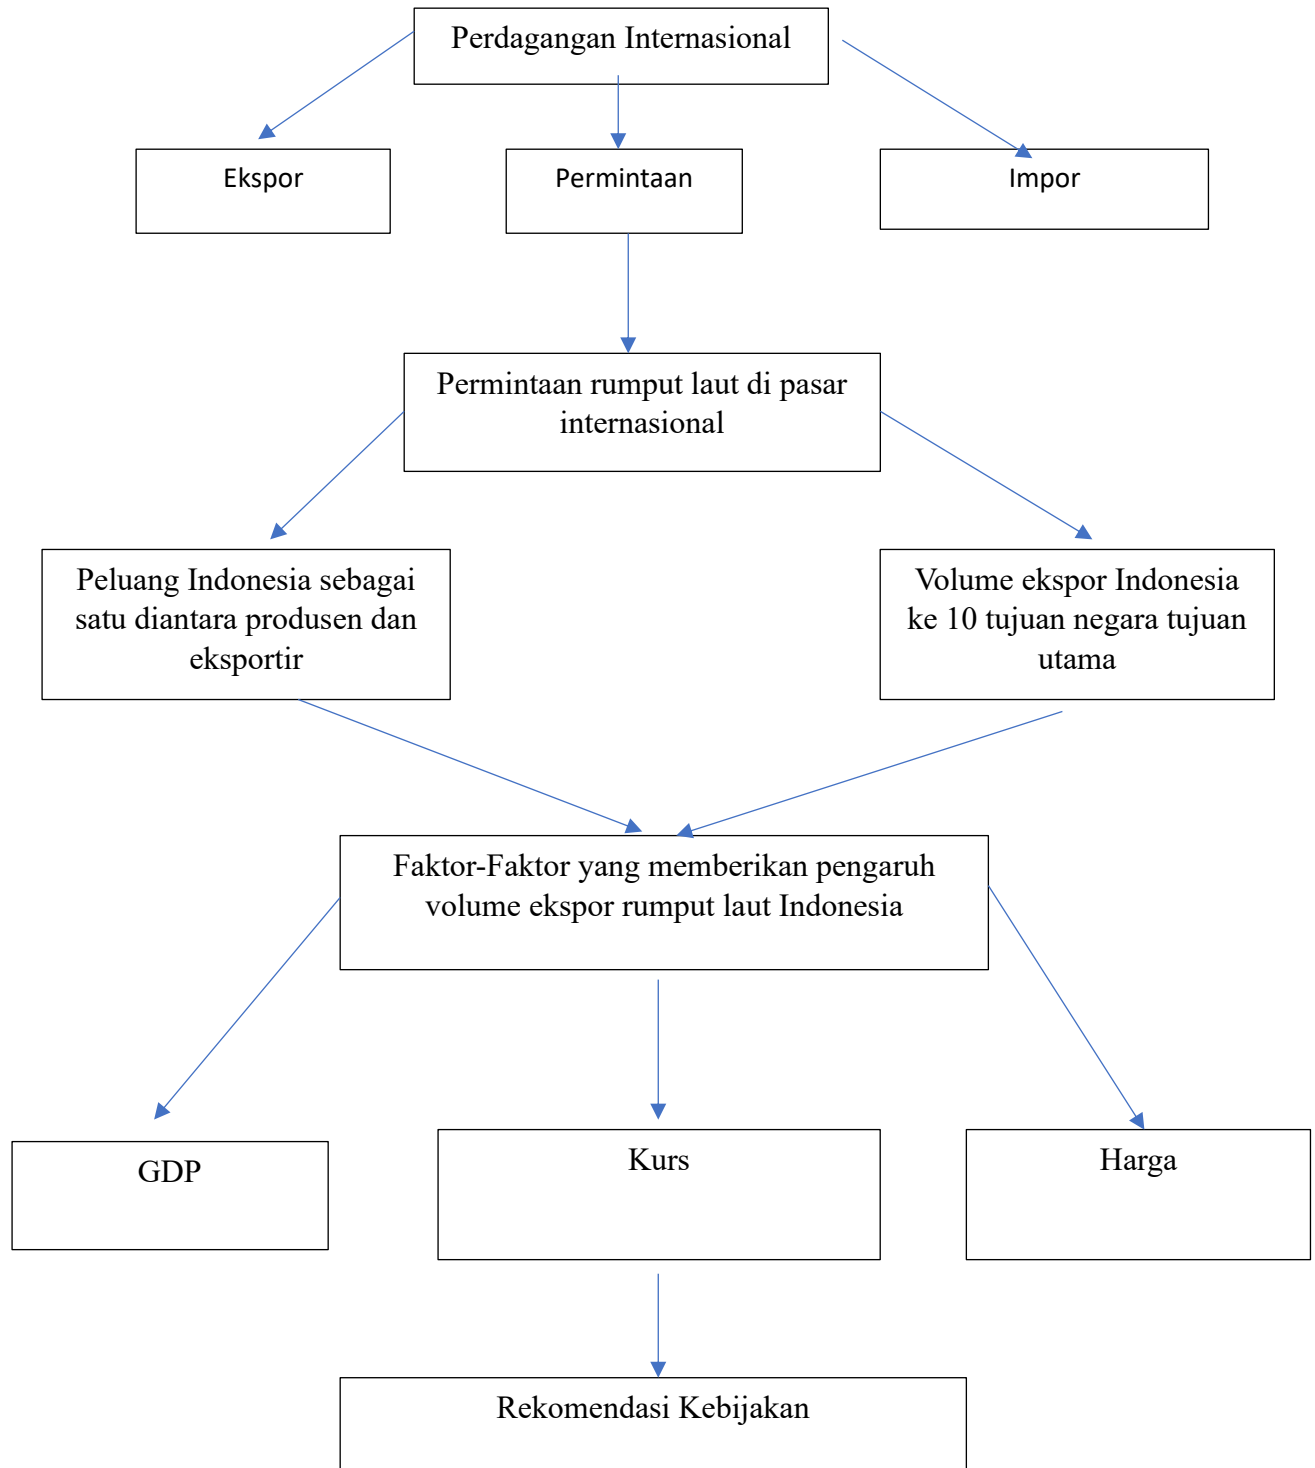 Perdagangan Internasional
Ekspor
Permintaan
Impor
Permintaan rumput laut di pasar
internasional
Peluang Indonesia sebagai
satu diantara produsen dan
eksportir
Volume ekspor Indonesia
ke 10 tujuan negara tujuan
utama
Faktor-Faktor yang memberikan pengaruh
volume ekspor rumput laut Indonesia
GDP
Kurs
Harga
Rekomendasi Kebijakan